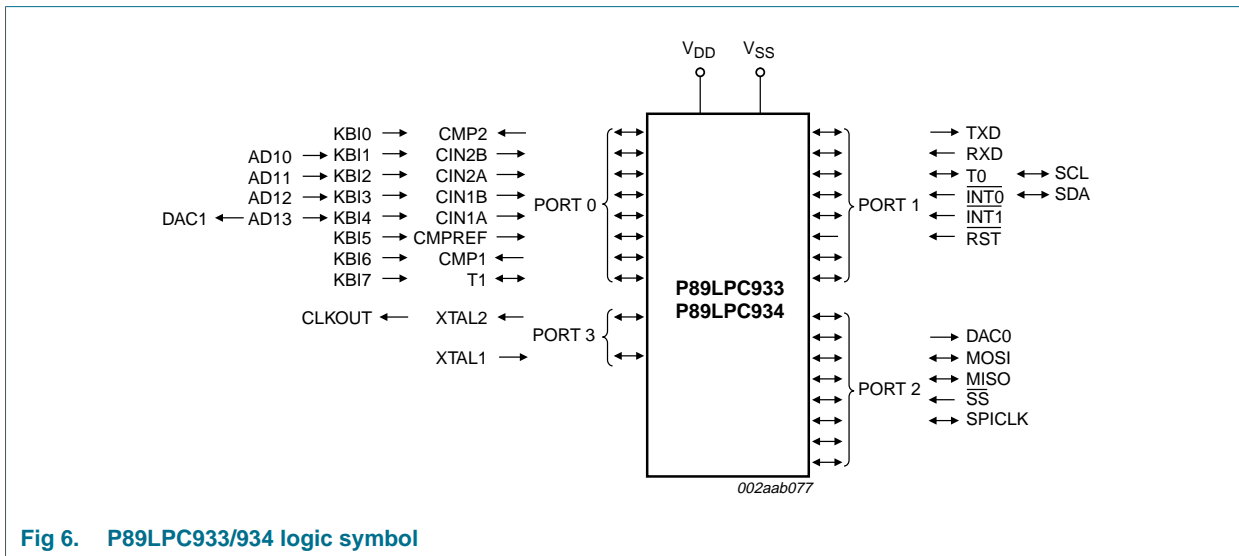 VDD VSS
KBI0 CMP2 TXD
AD10 KBI1 CIN2B RXD
AD11 KBI2 CIN2A T0 SCL
AD12 KBI3 CIN1B INT0 SDA
DAC1 AD13 KBI4 CIN1A PORT 0 PORT 1 INT1
KBI5 CMPREF RST
KBI6 CMP1
KBI7 T1
P89LPC933
P89LPC934
CLKOUT XTAL2
PORT 3
XTAL1
DAC0
MOSI
MISO
PORT 2
SS
SPICLK
002aab077
Fig 6. P89LPC933/934 logic symbol